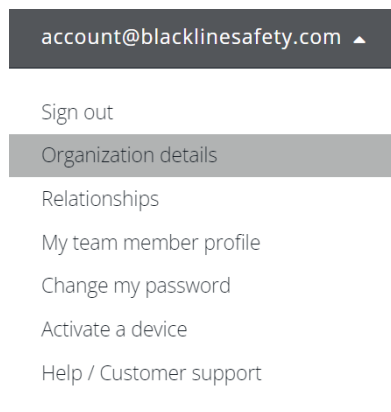 account@blacklinesafety.com
Sign out
Organization details
Relationships
My team member profile
Change my password
Activate a device
Help / Customer support